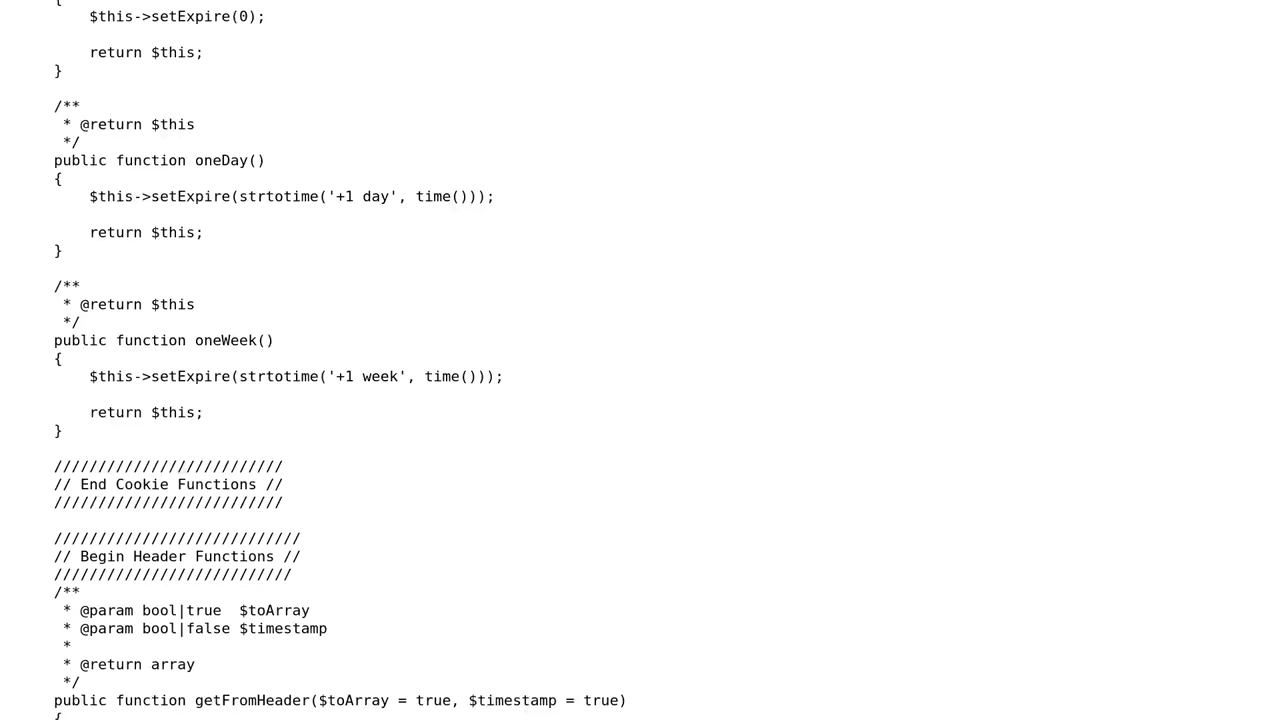 {
    $this->setExpire(0);

    return $this;
}

/**
 * @return $this
 */
public function oneDay()
{
    $this->setExpire(strtotime('+1 day', time()));

    return $this;
}

/**
 * @return $this
 */
public function oneWeek()
{
    $this->setExpire(strtotime('+1 week', time()));

    return $this;
}

//////////////////////////
// End Cookie Functions //
//////////////////////////

////////////////////////////
// Begin Header Functions //
///////////////////////////
/**
 * @param bool|true  $toArray
 * @param bool|false $timestamp
 *
 * @return array
 */
public function getFromHeader($toArray = true, $timestamp = true)
{